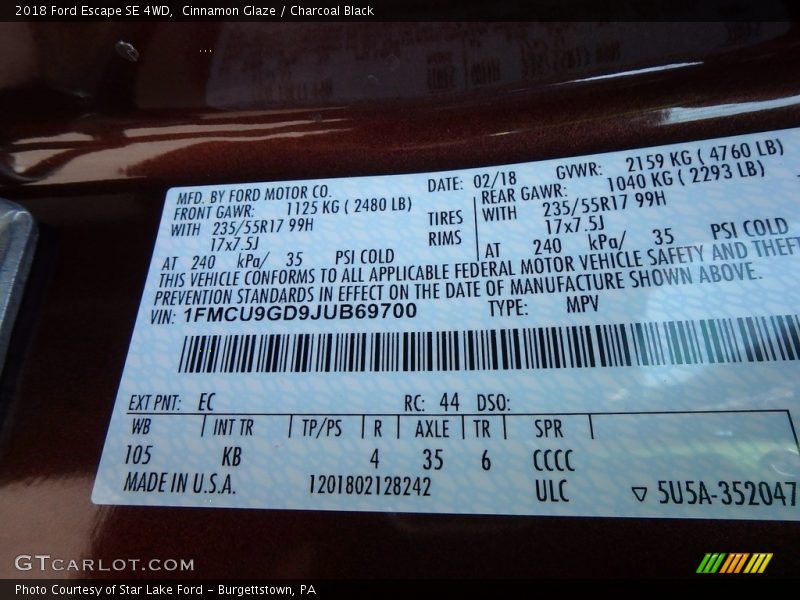 2018 Ford Escape SE 4WD,  Cinnamon Glaze / Charcoal Black
MFD. BY FORD MOTOR CO.
DATE: 02/18
GVWR: 2159 KG ( 4760 LB)
FRONT GAWR: 1125 KG ( 2480 LB)
REAR GAWR: 1040 KG ( 2293 LB)
WITH 235/55R17 99H
TIRES
WITH 235/55R17 99H
17x7.5J
RIMS
17x7.5J
AT 240 kPa/ 35 PSI COLD
AT 240 kPa/ 35 PSI COLD
THIS VEHICLE CONFORMS TO ALL APPLICABLE FEDERAL MOTOR VEHICLE SAFETY AND THEFT
PREVENTION STANDARDS IN EFFECT ON THE DATE OF MANUFACTURE SHOWN ABOVE.
VIN: 1FMCU9GD9JUB69700
TYPE: MPV
EXT PNT: EC RC: 44 DSO:
WB INT TR TP/PS R AXLE TR SPR
105 KB 4 35 6 CCCC
MADE IN U.S.A. 1201802128242 ULC ▽ 5U5A-352047
GTCARLOT.COM
Photo Courtesy of Star Lake Ford - Burgettstown, PA